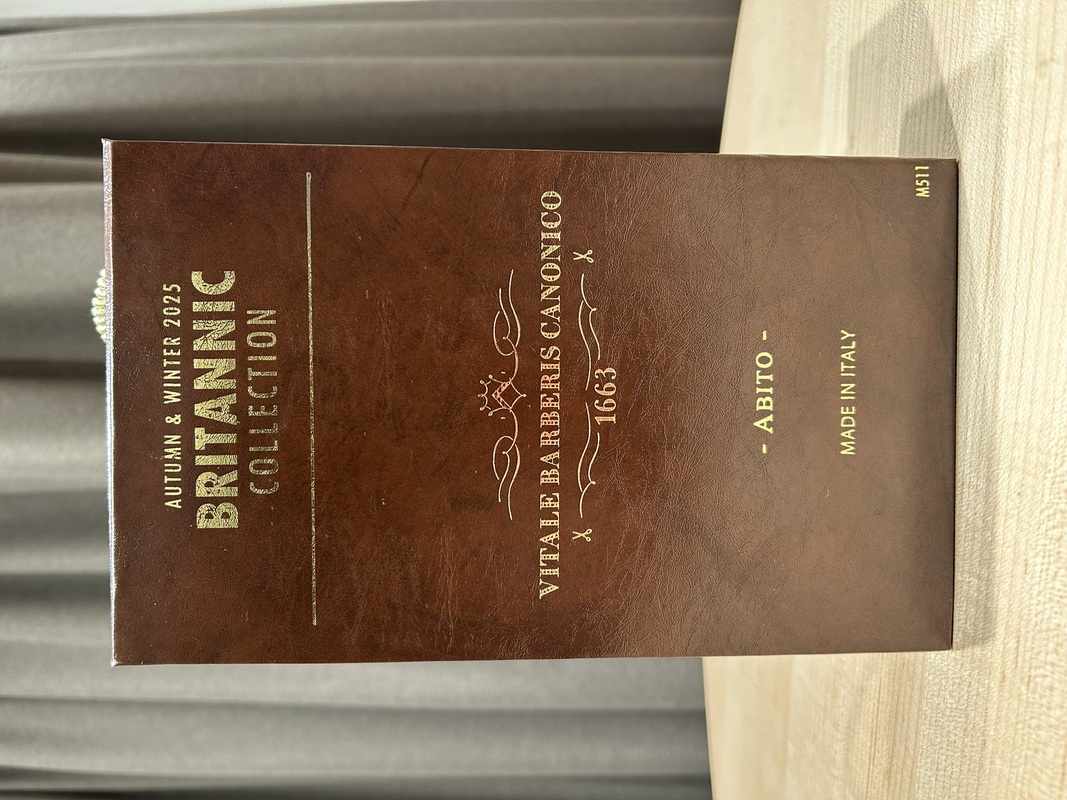 AUTUMN & WINTER 2025
BRITANNIC
COLLECTION
VITALE BARBERIS CANONICO
1663
- ABITO -
MADE IN ITALY
M511